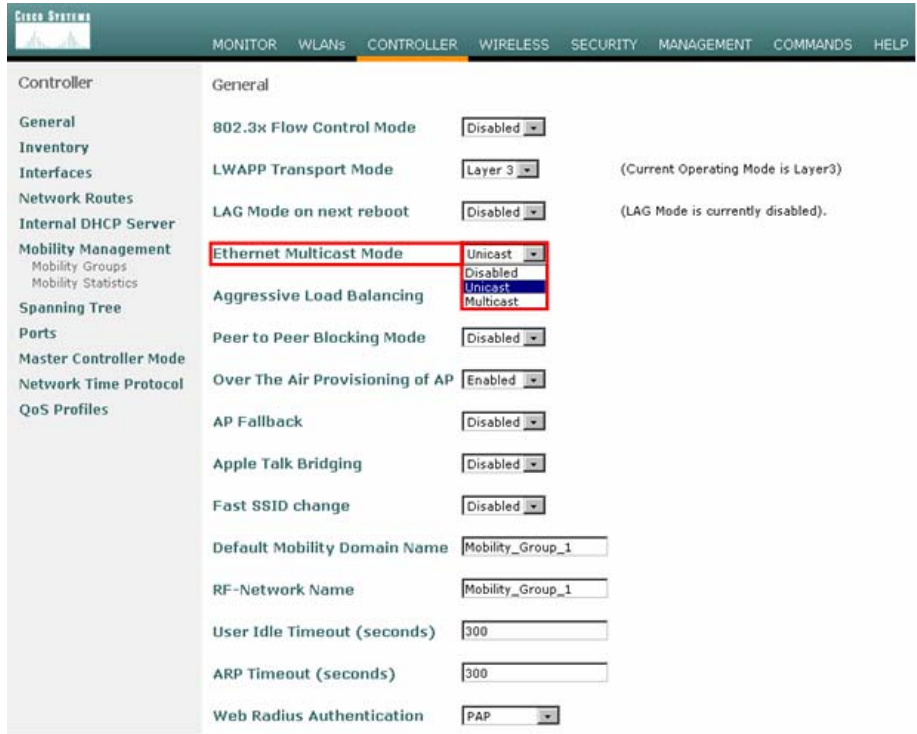 CISCO SYSTEMS
MONITOR WLANs CONTROLLER WIRELESS SECURITY MANAGEMENT COMMANDS HELP
Controller
General
Inventory
Interfaces
Network Routes
Internal DHCP Server
Mobility Management
Mobility Groups
Mobility Statistics
Spanning Tree
Ports
Master Controller Mode
Network Time Protocol
QoS Profiles
General
802.3x Flow Control Mode Disabled
LWAPP Transport Mode Layer 3 (Current Operating Mode is Layer3)
LAG Mode on next reboot Disabled (LAG Mode is currently disabled).
Ethernet Multicast Mode Unicast
Disabled
Unicast
Multicast
Aggressive Load Balancing
Peer to Peer Blocking Mode Disabled
Over The Air Provisioning of AP Enabled
AP Fallback Disabled
Apple Talk Bridging Disabled
Fast SSID change Disabled
Default Mobility Domain Name Mobility_Group_1
RF-Network Name Mobility_Group_1
User Idle Timeout (seconds) 300
ARP Timeout (seconds) 300
Web Radius Authentication PAP